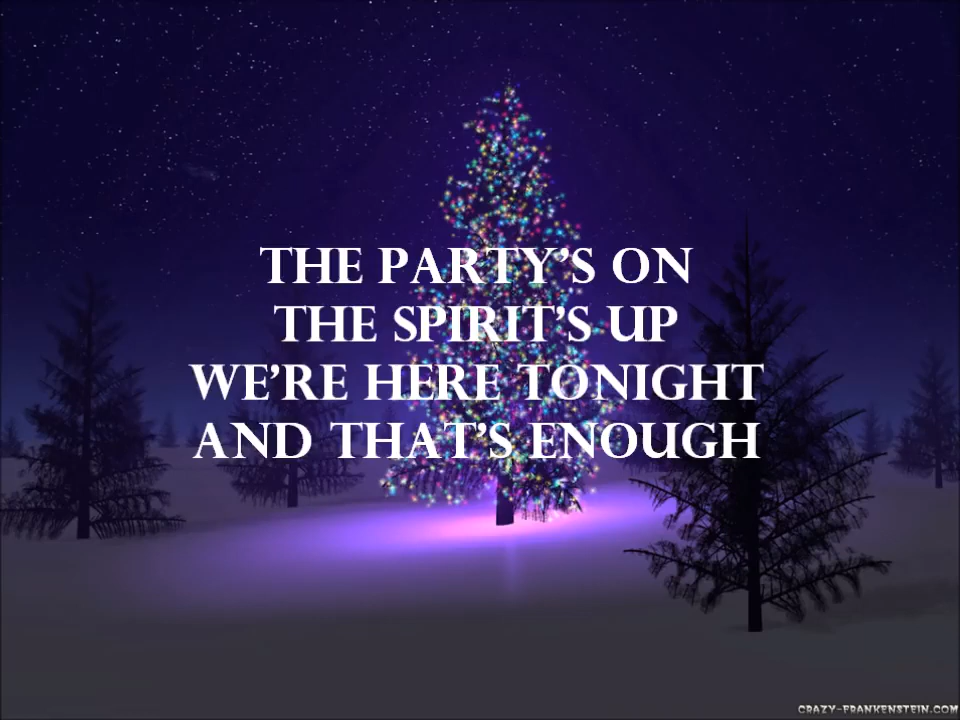 THE PARTY'S ON
THE SPIRIT'S UP
WE'RE HERE TONIGHT
AND THAT'S ENOUGH
CRAZY-FRANKENSTEIN.COM